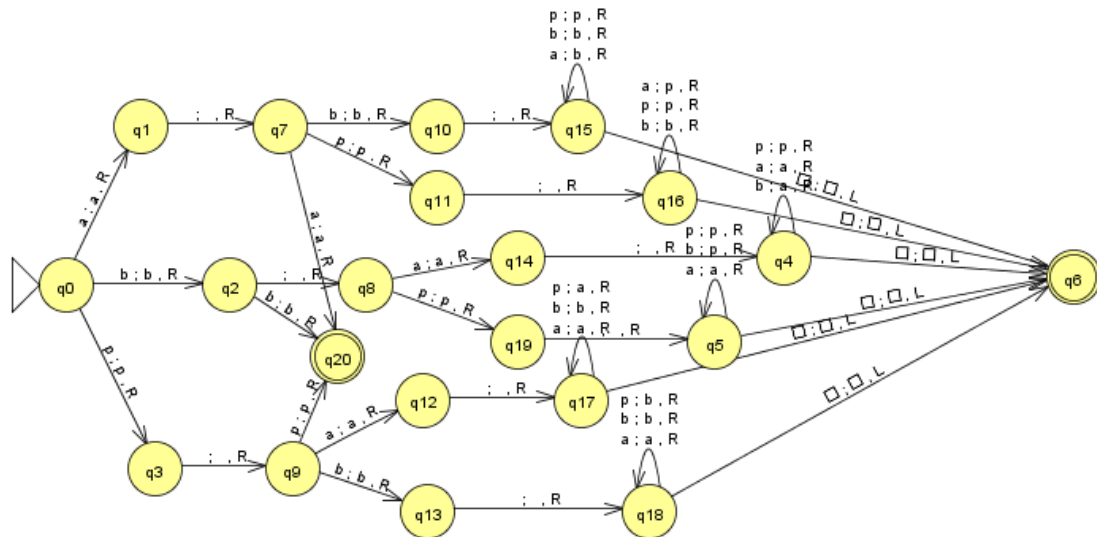 p ; p , R
b ; b , R
a ; b , R
a ; p , R
p ; p , R
b ; b , R
q1
; , R
q7
b ; b , R
q10
; , R
q15
p ; p , R
a ; a , R
b ; a , R
p ; p , R
q11
; , R
q16
□ ; □ , L
□ ; □ , L
a ; a , R
a ; a , R
p ; p , R
b ; p , R
a ; a , R
q14
; , R
q4
□ ; □ , L
q0
b ; b , R
q2
; , R
q8
a ; a , R
q6
b ; b , R
p ; p , R
p ; a , R
b ; b , R
a ; a , R
q19
, R
q5
□ ; □ , L
□ ; □ , L
q20
p ; p , R
p ; p , R
a ; a , R
q12
; , R
q17
p ; b , R
b ; b , R
a ; a , R
□ ; □ , L
q3
; , R
q9
b ; b , R
q13
; , R
q18